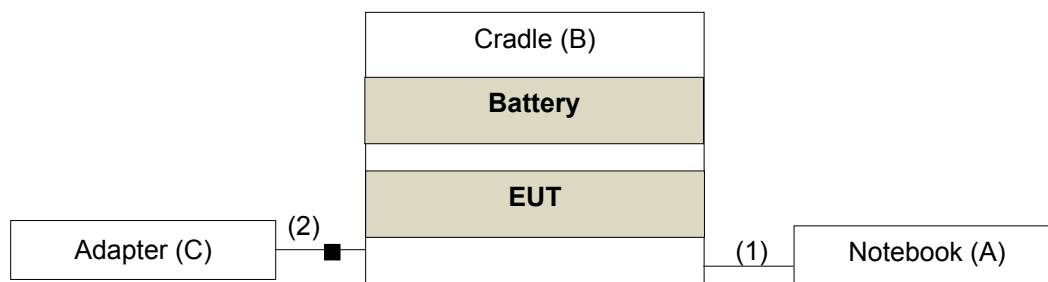 Cradle (B)
Battery
EUT
Adapter (C)
(2)
(1)
Notebook (A)